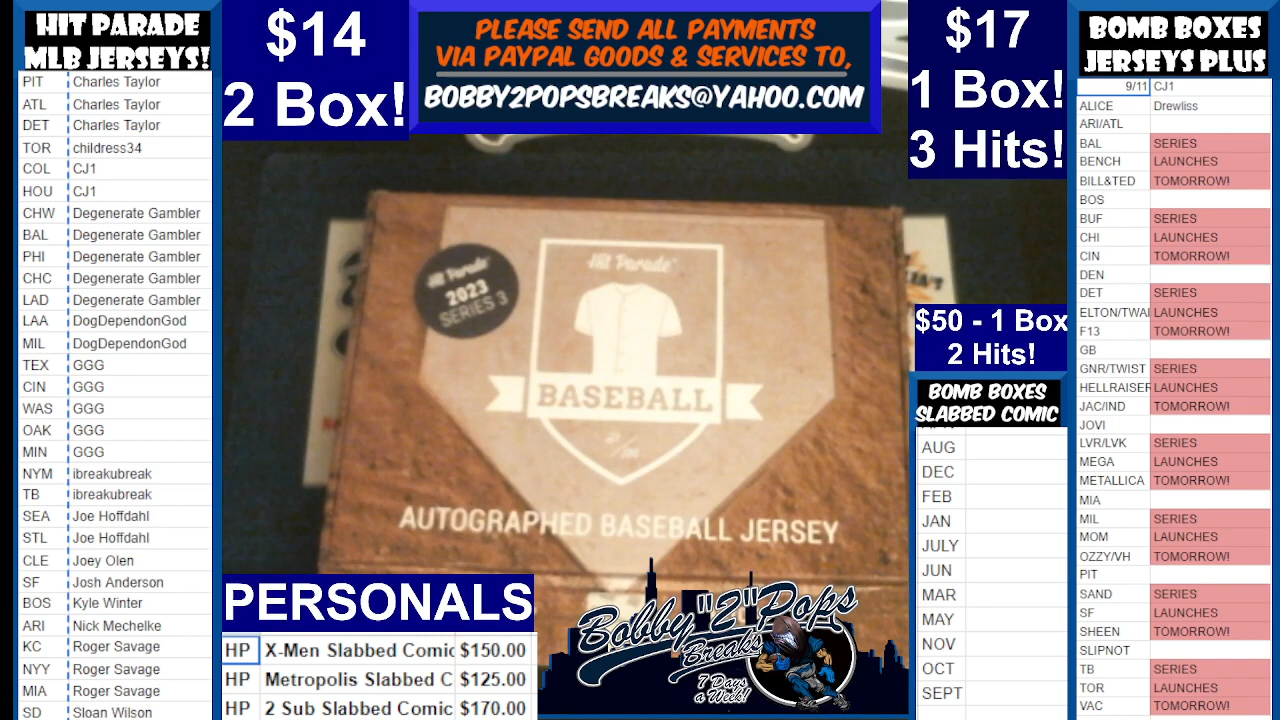 HIT PARADE
MLB JERSEYS!
PIT Charles Taylor
ATL Charles Taylor
DET Charles Taylor
TOR childress34
COL CJ1
HOU CJ1
CHW Degenerate Gambler
BAL Degenerate Gambler
PHI Degenerate Gambler
CHC Degenerate Gambler
LAD Degenerate Gambler
LAA DogDependonGod
MIL DogDependonGod
TEX GGG
CIN GGG
WAS GGG
OAK GGG
MIN GGG
NYM ibreakubreak
TB ibreakubreak
SEA Joe Hoffdahl
STL Joe Hoffdahl
CLE Joey Olen
SF Josh Anderson
BOS Kyle Winter
ARI Nick Mechelke
KC Roger Savage
NYY Roger Savage
MIA Roger Savage
SD Sloan Wilson
$14
2 Box!
PLEASE SEND ALL PAYMENTS
VIA PAYPAL GOODS & SERVICES TO,
BOBBY2POPSBREAKS@YAHOO.COM
Hit Parade
2023
SERIES 3
Hit Parade
BASEBALL
AUTOGRAPHED BASEBALL JERSEY
PERSONALS
HP X-Men Slabbed Comic $150.00
HP Metropolis Slabbed C $125.00
HP 2 Sub Slabbed Comic $170.00
Bobby "2" Pops
Breaks
7 Days
a Week!
$17
1 Box!
3 Hits!
$50 - 1 Box
2 Hits!
BOMB BOXES
SLABBED COMIC
AUG
DEC
FEB
JAN
JULY
JUN
MAR
MAY
NOV
OCT
SEPT
BOMB BOXES
JERSEYS PLUS
9/11 CJ1
ALICE Drewliss
ARI/ATL
BAL SERIES
BENCH LAUNCHES
BILL&TED TOMORROW!
BOS
BUF SERIES
CHI LAUNCHES
CIN TOMORROW!
DEN
DET SERIES
ELTON/TWAI LAUNCHES
F13 TOMORROW!
GB
GNR/TWIST SERIES
HELLRAISER LAUNCHES
JAC/IND TOMORROW!
JOVI
LVR/LVK SERIES
MEGA LAUNCHES
METALLICA TOMORROW!
MIA
MIL SERIES
MOM LAUNCHES
OZZY/VH TOMORROW!
PIT
SAND SERIES
SF LAUNCHES
SHEEN TOMORROW!
SLIPNOT
TB SERIES
TOR LAUNCHES
VAC TOMORROW!